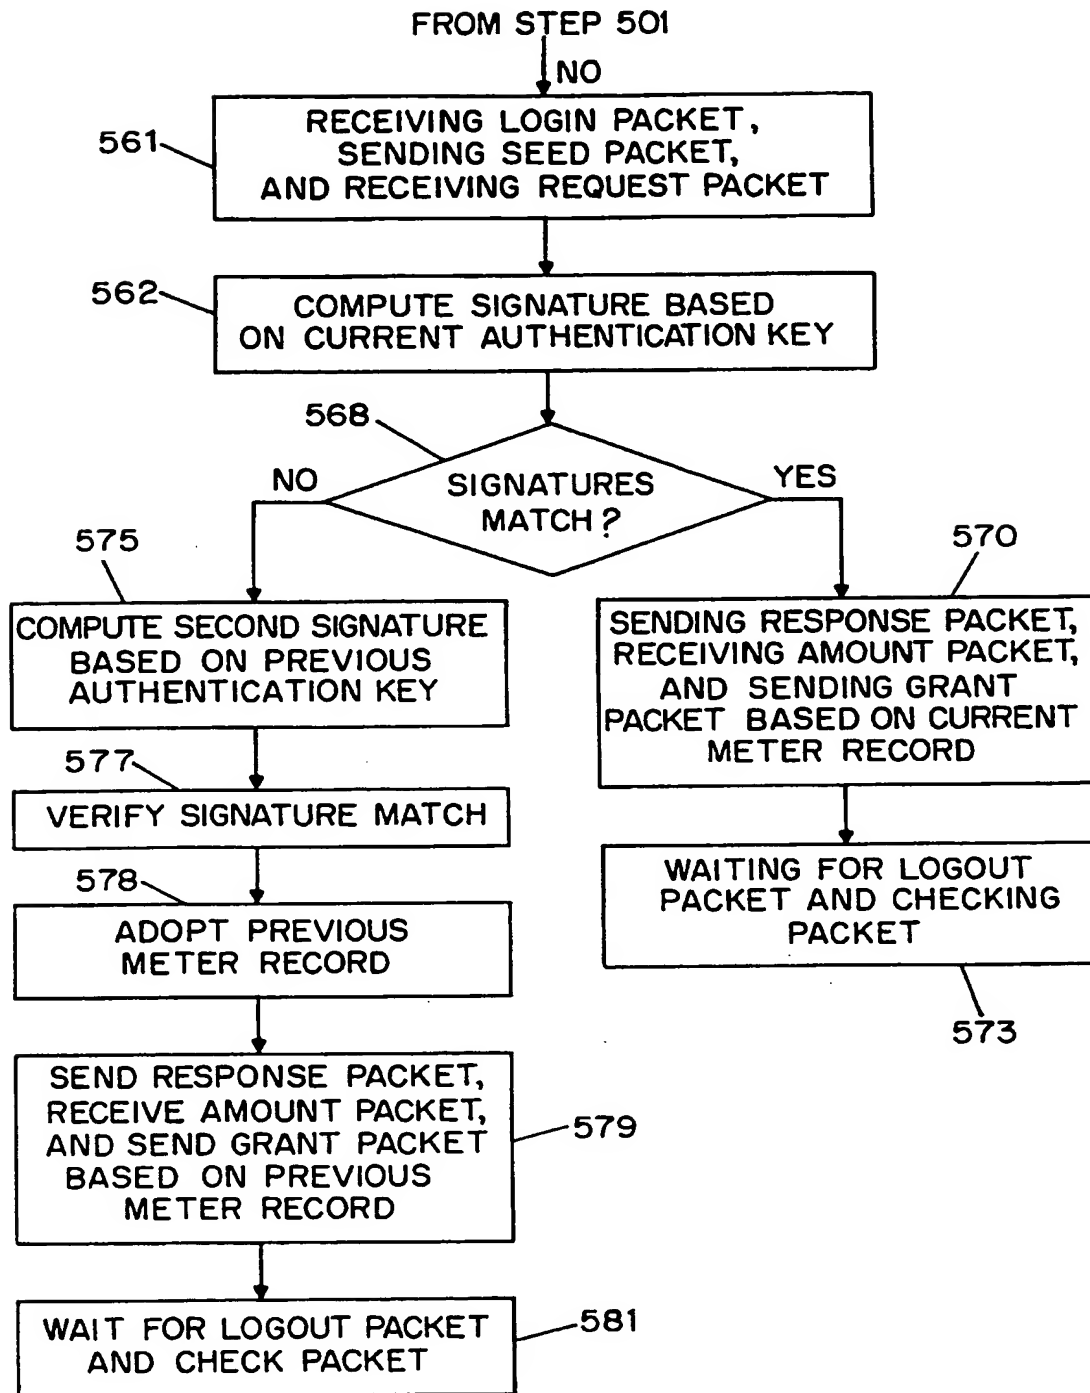 FROM STEP 501
NO
561
RECEIVING LOGIN PACKET,
SENDING SEED PACKET,
AND RECEIVING REQUEST PACKET
562
COMPUTE SIGNATURE BASED
ON CURRENT AUTHENTICATION KEY
568
SIGNATURES
MATCH?
NO
YES
575
COMPUTE SECOND SIGNATURE
BASED ON PREVIOUS
AUTHENTICATION KEY
577
VERIFY SIGNATURE MATCH
578
ADOPT PREVIOUS
METER RECORD
SEND RESPONSE PACKET,
RECEIVE AMOUNT PACKET,
AND SEND GRANT PACKET
BASED ON PREVIOUS
METER RECORD
579
WAIT FOR LOGOUT PACKET
AND CHECK PACKET
581
570
SENDING RESPONSE PACKET,
RECEIVING AMOUNT PACKET,
AND SENDING GRANT
PACKET BASED ON CURRENT
METER RECORD
WAITING FOR LOGOUT
PACKET AND CHECKING
PACKET
573